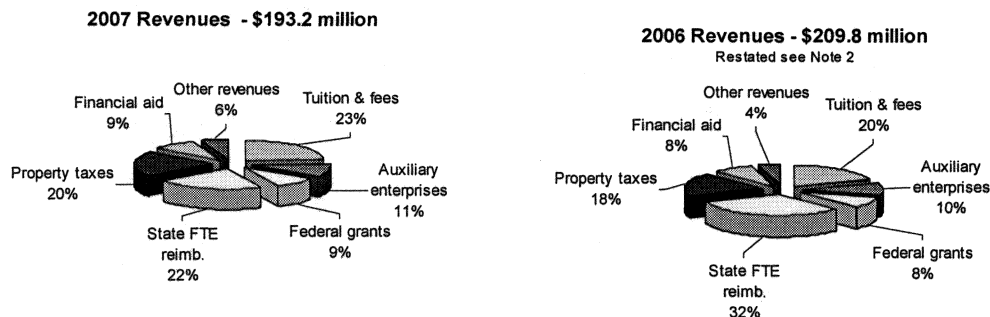 2007 Revenues - $193.2 million
Other revenues
6%
Tuition & fees
23%
Financial aid
9%
Property taxes
20%
Auxiliary
enterprises
11%
State FTE
reimb.
22%
Federal grants
9%
2006 Revenues - $209.8 million
Restated see Note 2
Other revenues
4%
Tuition & fees
20%
Financial aid
8%
Property taxes
18%
Auxiliary
enterprises
10%
Federal grants
8%
State FTE
reimb.
32%